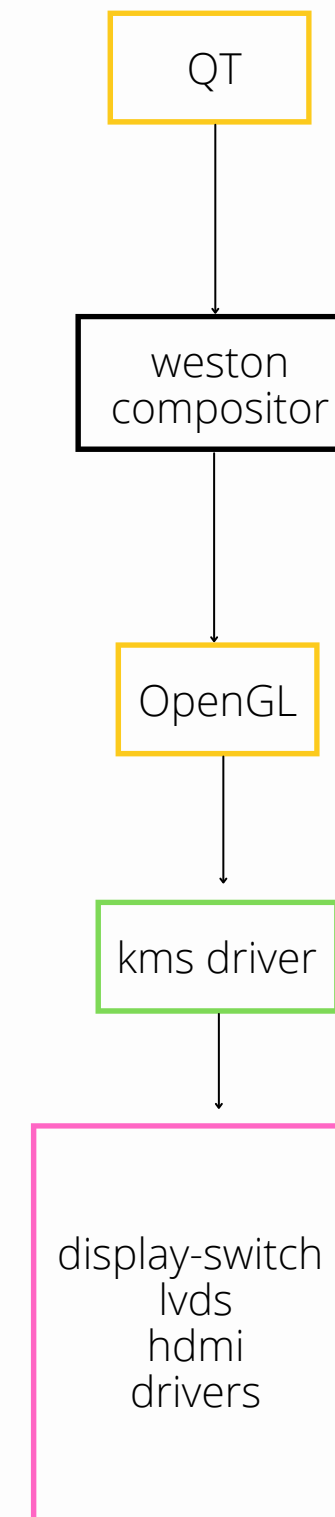 QT
weston
compositor
OpenGL
kms driver
display-switch
lvds
hdmi
drivers